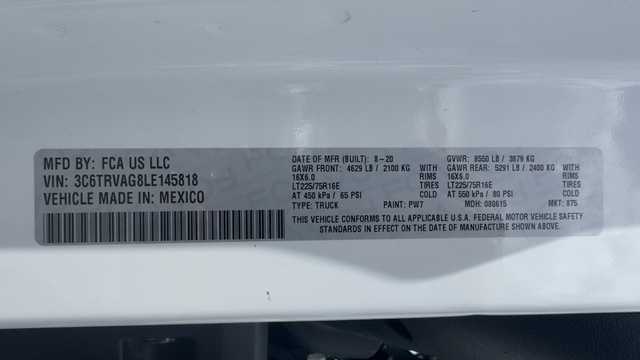 MFD BY: FCA US LLC
VIN: 3C6TRVAG8LE145818
VEHICLE MADE IN: MEXICO
DATE OF MFR (BUILT): 8-20 GVWR: 8550 LB / 3879 KG
GAWR FRONT: 4629 LB / 2100 KG WITH GAWR REAR: 5291 LB / 2400 KG WITH
16X6.0 RIMS 16X6.0 RIMS
LT225/75R16E TIRES LT225/75R16E TIRES
AT 450 kPa / 65 PSI COLD AT 550 kPa / 80 PSI COLD
TYPE: TRUCK PAINT: PW7 MDH: 080615 MKT: 875
THIS VEHICLE CONFORMS TO ALL APPLICABLE U.S.A. FEDERAL MOTOR VEHICLE SAFETY
STANDARDS IN EFFECT ON THE DATE OF MANUFACTURE SHOWN ABOVE.